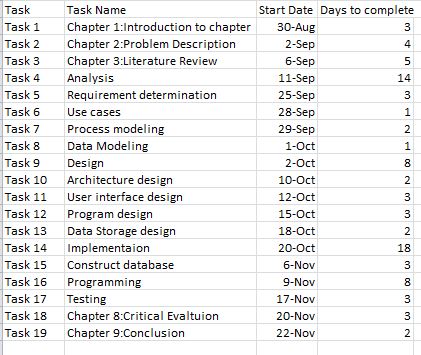 Task Task Name Start Date Days to complete
Task 1 Chapter 1:Introduction to chapter 30-Aug 3
Task 2 Chapter 2:Problem Description 2-Sep 4
Task 3 Chapter 3:Literature Review 6-Sep 5
Task 4 Analysis 11-Sep 14
Task 5 Requirement determination 25-Sep 3
Task 6 Use cases 28-Sep 1
Task 7 Process modeling 29-Sep 2
Task 8 Data Modeling 1-Oct 1
Task 9 Design 2-Oct 8
Task 10 Architecture design 10-Oct 2
Task 11 User interface design 12-Oct 3
Task 12 Program design 15-Oct 3
Task 13 Data Storage design 18-Oct 2
Task 14 Implementaion 20-Oct 18
Task 15 Construct database 6-Nov 3
Task 16 Programming 9-Nov 8
Task 17 Testing 17-Nov 3
Task 18 Chapter 8:Critical Evaltuion 20-Nov 3
Task 19 Chapter 9:Conclusion 22-Nov 2